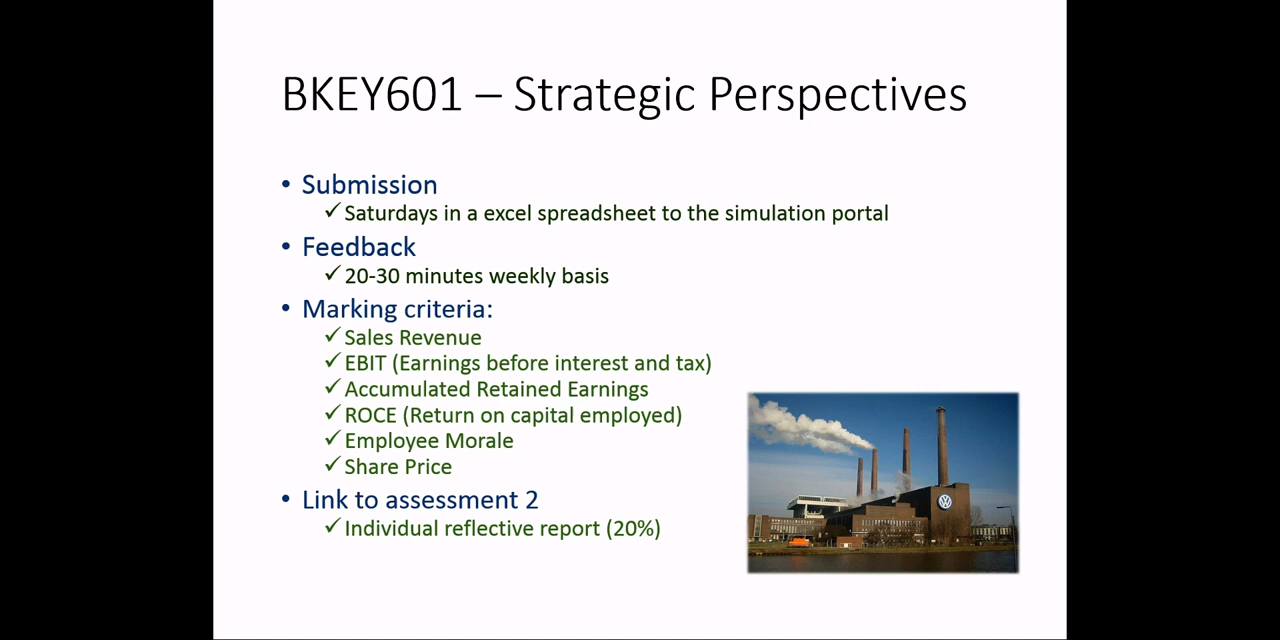 BKEY601 – Strategic Perspectives
• Submission
✓Saturdays in a excel spreadsheet to the simulation portal
• Feedback
✓20-30 minutes weekly basis
• Marking criteria:
✓Sales Revenue
✓EBIT (Earnings before interest and tax)
✓Accumulated Retained Earnings
✓ROCE (Return on capital employed)
✓Employee Morale
✓Share Price
• Link to assessment 2
✓Individual reflective report (20%)
VW